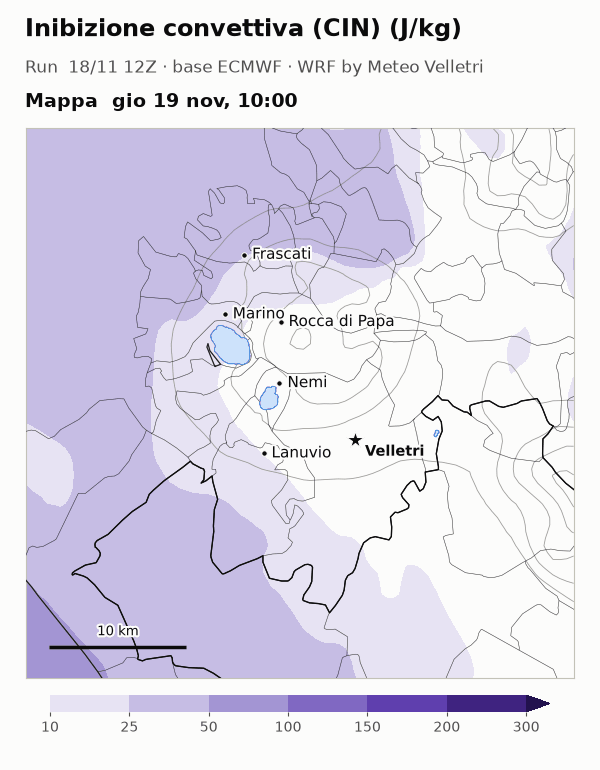 Inibizione convettiva (CIN) (J/kg)
Run  18/11 12Z · base ECMWF · WRF by Meteo Velletri
Mappa  gio 19 nov, 10:00
Frascati
Marino
Rocca di Papa
Nemi
Velletri
Lanuvio
10 km
10 25 50 100 150 200 300